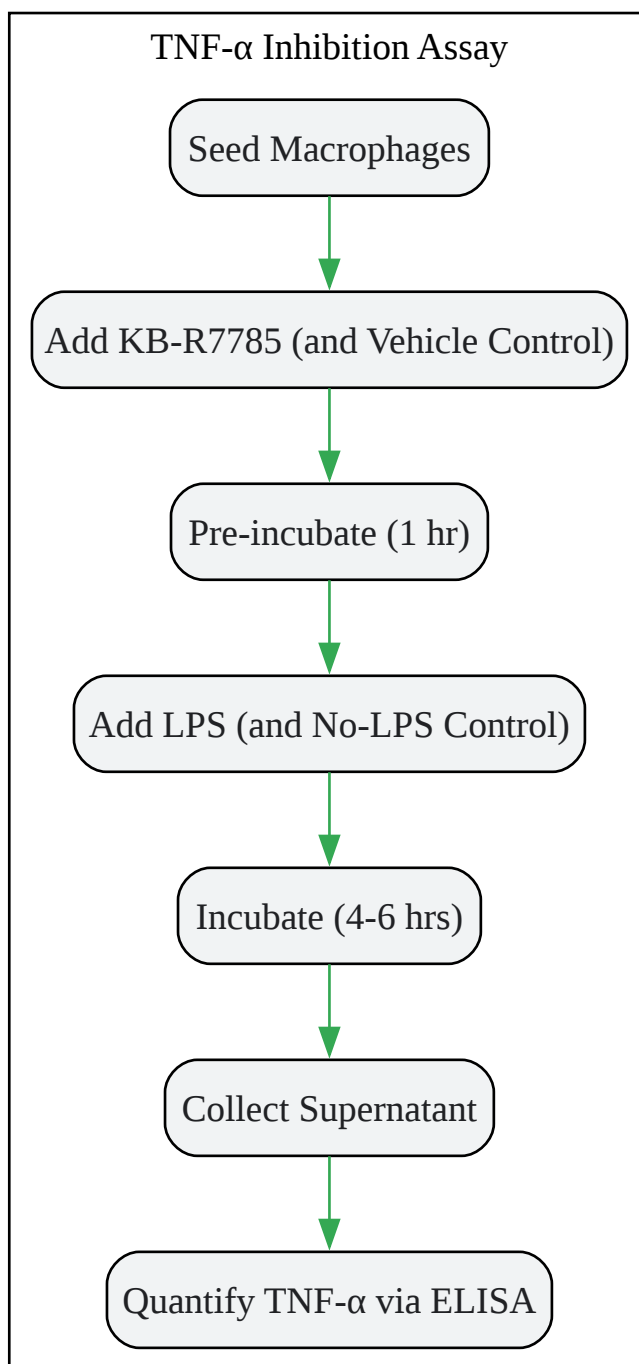 TNF-α Inhibition Assay
Seed Macrophages
Add KB-R7785 (and Vehicle Control)
Pre-incubate (1 hr)
Add LPS (and No-LPS Control)
Incubate (4-6 hrs)
Collect Supernatant
Quantify TNF-α via ELISA